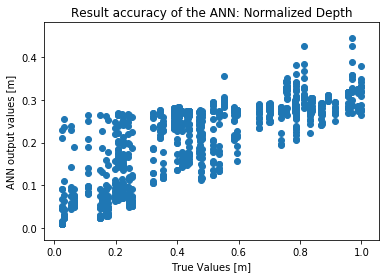 Result accuracy of the ANN: Normalized Depth
ANN output values [m]
0.4
0.3
0.2
0.1
0.0
0.0 0.2 0.4 0.6 0.8 1.0
True Values [m]